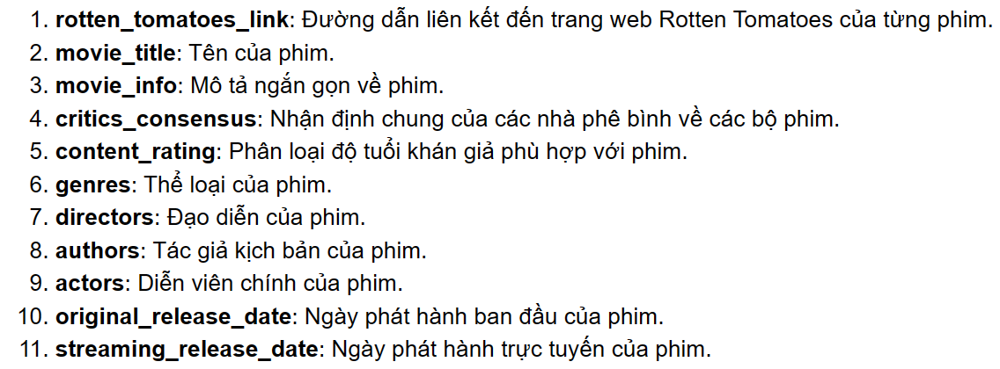 1. rotten_tomatoes_link: Đường dẫn liên kết đến trang web Rotten Tomatoes của từng phim.
2. movie_title: Tên của phim.
3. movie_info: Mô tả ngắn gọn về phim.
4. critics_consensus: Nhận định chung của các nhà phê bình về các bộ phim.
5. content_rating: Phân loại độ tuổi khán giả phù hợp với phim.
6. genres: Thể loại của phim.
7. directors: Đạo diễn của phim.
8. authors: Tác giả kịch bản của phim.
9. actors: Diễn viên chính của phim.
10. original_release_date: Ngày phát hành ban đầu của phim.
11. streaming_release_date: Ngày phát hành trực tuyến của phim.